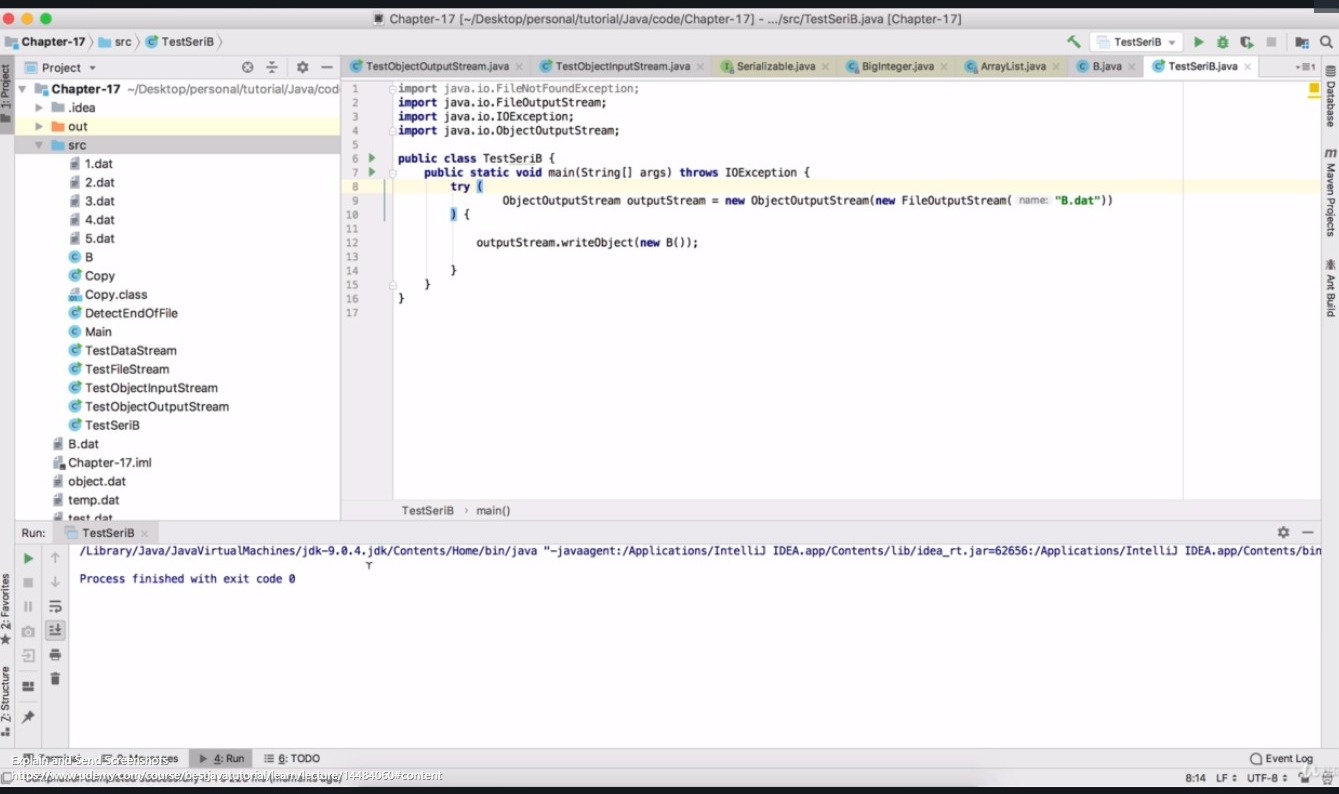 Chapter-17 [~/Desktop/personal/tutorial/Java/code/Chapter-17] - .../src/TestSeriB.java [Chapter-17]
Chapter-17 src TestSeriB
TestSeriB
Project
TestObjectOutputStream.java TestObjectInputStream.java Serializable.java BigInteger.java ArrayList.java B.java TestSeriB.java
1: Project
Chapter-17 ~/Desktop/personal/tutorial/Java/cod
.idea
out
src
1.dat
2.dat
3.dat
4.dat
5.dat
B
Copy
Copy.class
DetectEndOfFile
Main
TestDataStream
TestFileStream
TestObjectInputStream
TestObjectOutputStream
TestSeriB
B.dat
Chapter-17.iml
object.dat
temp.dat
test.dat
1 import java.io.FileNotFoundException;
2 import java.io.FileOutputStream;
3 import java.io.IOException;
4 import java.io.ObjectOutputStream;
5
6 public class TestSeriB {
7 public static void main(String[] args) throws IOException {
8 try (
9 ObjectOutputStream outputStream = new ObjectOutputStream(new FileOutputStream( name: "B.dat"))
10 ) {
11
12 outputStream.writeObject(new B());
13
14 }
15 }
16 }
17
TestSeriB › main()
Database
Maven Projects
Ant Build
Run: TestSeriB
/Library/Java/JavaVirtualMachines/jdk-9.0.4.jdk/Contents/Home/bin/java "-javaagent:/Applications/IntelliJ IDEA.app/Contents/lib/idea_rt.jar=62656:/Applications/IntelliJ IDEA.app/Contents/bin
Process finished with exit code 0
2: Favorites
Z: Structure
4: Run
6: TODO
Event Log
Explain and Send Screenshots
https://www.udemy.com/course/bestjavatutorial/learn/lecture/14484060#content
8:14 LF UTF-8